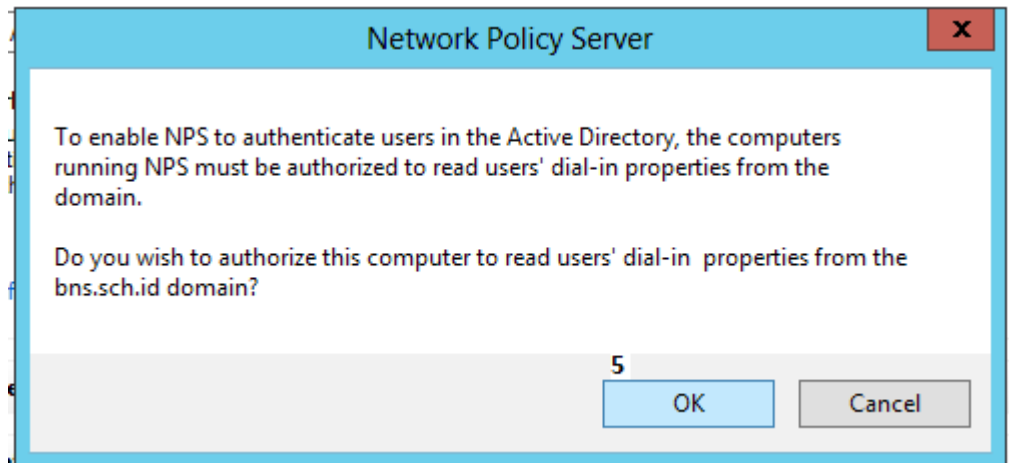 Network Policy Server
X
To enable NPS to authenticate users in the Active Directory, the computers
running NPS must be authorized to read users' dial-in properties from the
domain.
Do you wish to authorize this computer to read users' dial-in  properties from the
bns.sch.id domain?
5
OK
Cancel